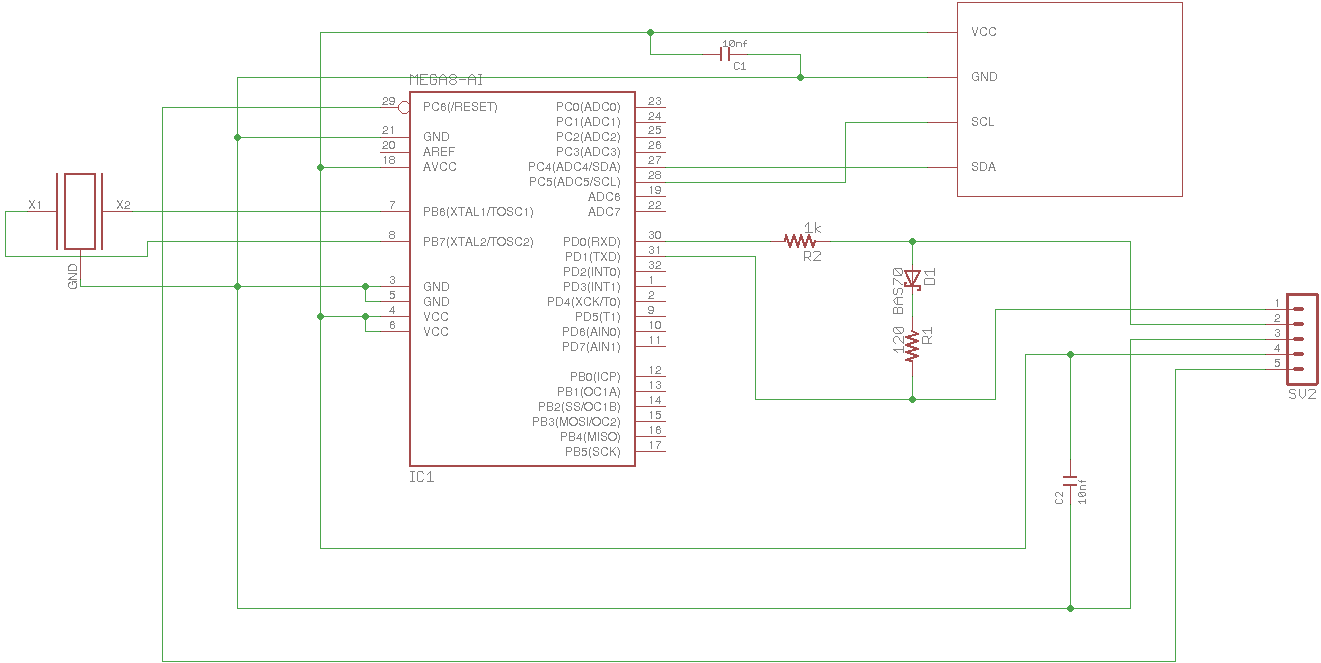 VCC
10nf
C1
GND
MEGA8-AI
29 PC6(/RESET) PC0(ADC0) 23
PC1(ADC1) 24
SCL
21 GND PC2(ADC2) 25
20 AREF PC3(ADC3) 26
18 AVCC PC4(ADC4/SDA) 27
SDA
PC5(ADC5/SCL) 28
ADC6 19
X1 X2
7 PB6(XTAL1/TOSC1) ADC7 22
1k
8 PB7(XTAL2/TOSC2) PD0(RXD) 30
R2
PD1(TXD) 31
GND
PD2(INT0) 32
BAS70 D1
3 GND PD3(INT1) 1
5 GND PD4(XCK/T0) 2
4 VCC PD5(T1) 9
6 VCC PD6(AIN0) 10
120 R1
PD7(AIN1) 11
1
2
3
4
5
SV2
PB0(ICP) 12
PB1(OC1A) 13
PB2(SS/OC1B) 14
PB3(MOSI/OC2) 15
PB4(MISO) 16
PB5(SCK) 17
IC1
C2 10nf